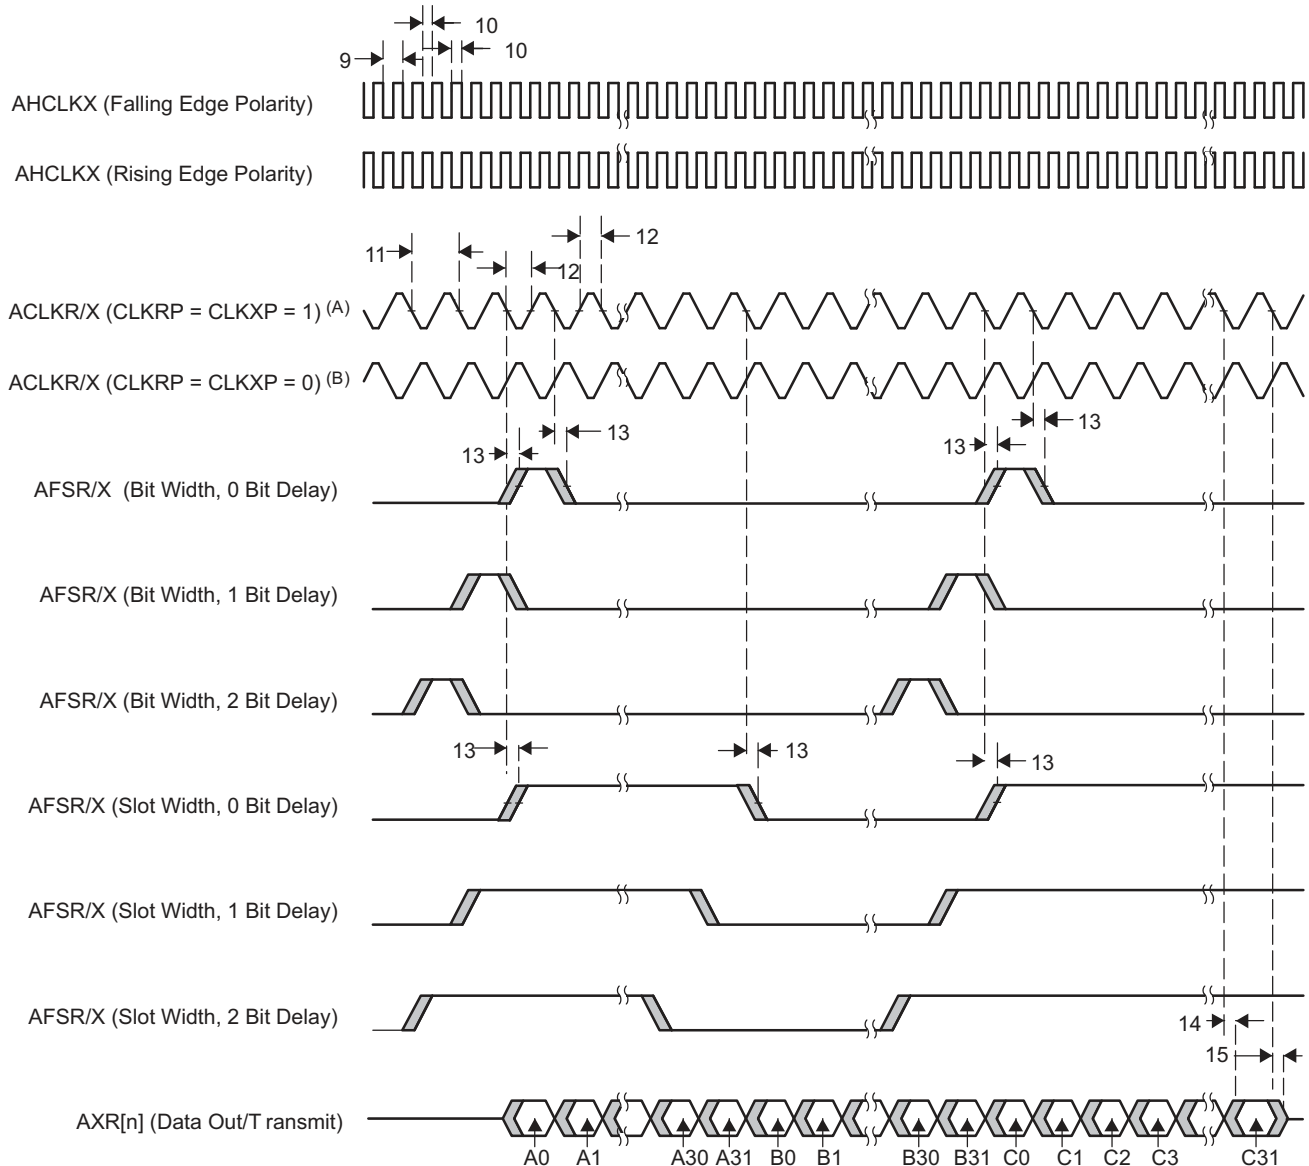 10
9
10
AHCLKX (Falling Edge Polarity)
AHCLKX (Rising Edge Polarity)
12
11
12
ACLKR/X (CLKRP = CLKXP = 1) (A)
ACLKR/X (CLKRP = CLKXP = 0) (B)
13
13
13
13
AFSR/X (Bit Width, 0 Bit Delay)
AFSR/X (Bit Width, 1 Bit Delay)
AFSR/X (Bit Width, 2 Bit Delay)
13
13
13
AFSR/X (Slot Width, 0 Bit Delay)
AFSR/X (Slot Width, 1 Bit Delay)
AFSR/X (Slot Width, 2 Bit Delay)
14
15
AXR[n] (Data Out/T ransmit)
A0 A1 A30 A31 B0 B1 B30 B31 C0 C1 C2 C3 C31